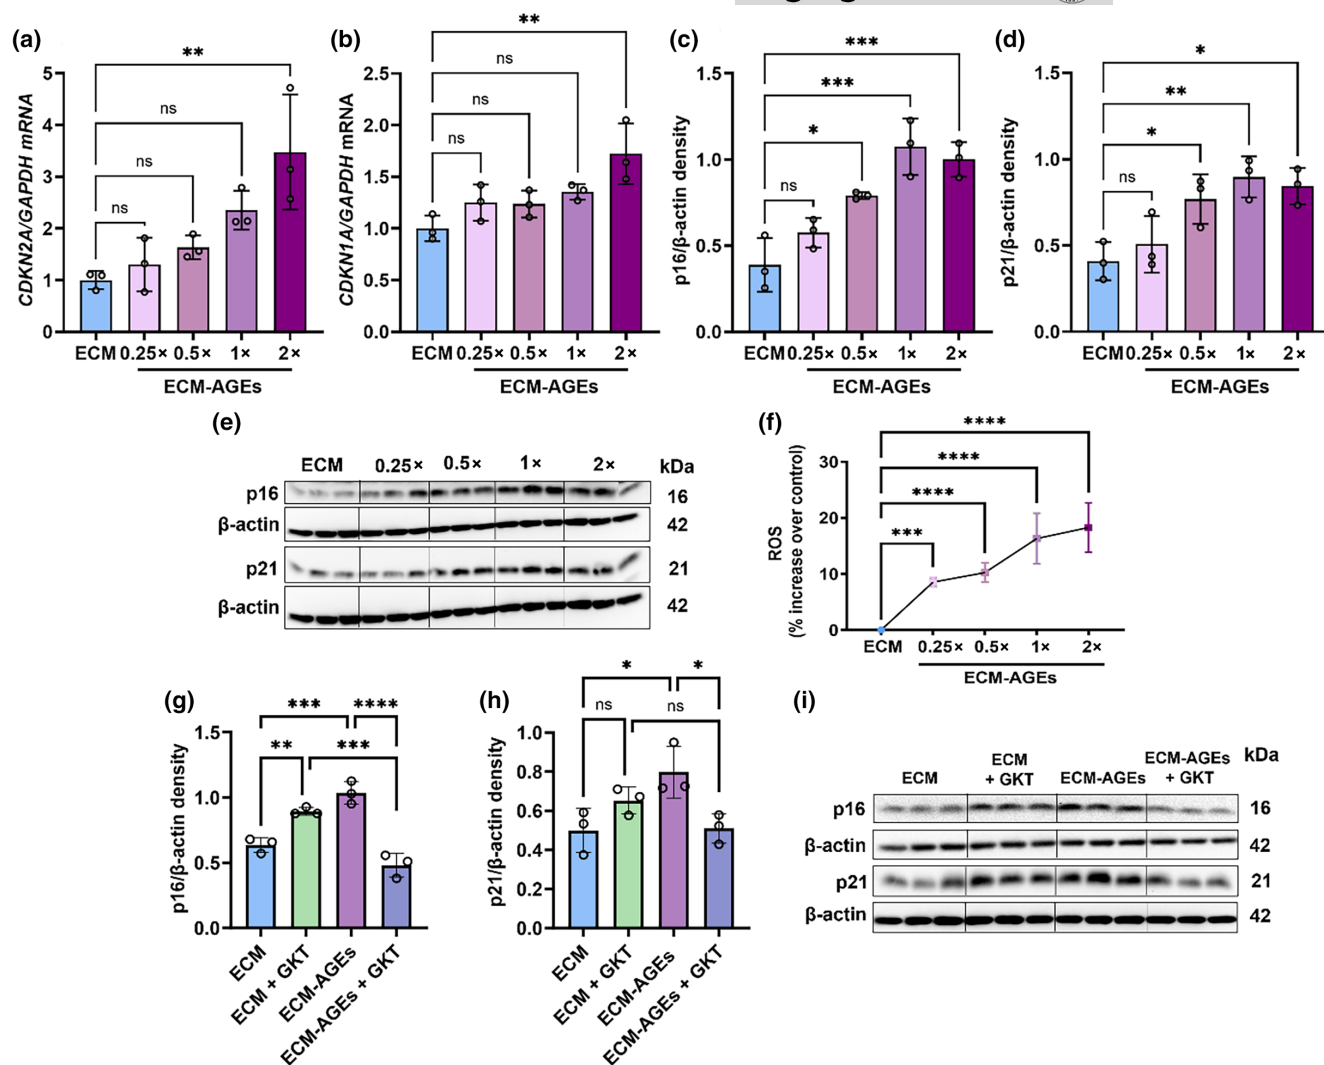 (a)
CDKN2A/GAPDH mRNA
5
4
3
2
1
0
**
ns
ns
ns
ECM 0.25× 0.5× 1× 2×
ECM-AGEs
(b)
CDKN1A/GAPDH mRNA
2.5
2.0
1.5
1.0
0.5
0.0
**
ns
ns
ns
ECM 0.25× 0.5× 1× 2×
ECM-AGEs
(c)
p16/β-actin density
1.5
1.0
0.5
0.0
***
***
*
ns
ECM 0.25× 0.5× 1× 2×
ECM-AGEs
(d)
p21/β-actin density
1.5
1.0
0.5
0.0
*
**
*
ns
ECM 0.25× 0.5× 1× 2×
ECM-AGEs
(e)
ECM 0.25× 0.5× 1× 2× kDa
p16 16
β-actin 42
p21 21
β-actin 42
(f)
ROS
(% increase over control)
30
20
10
0
****
****
****
***
ECM 0.25× 0.5× 1× 2×
ECM-AGEs
(g)
p16/β-actin density
1.5
1.0
0.5
0.0
*** ****
** ***
ECM
ECM + GKT
ECM-AGEs
ECM-AGEs + GKT
(h)
p21/β-actin density
1.0
0.8
0.6
0.4
0.2
0.0
* *
ns ns
ECM
ECM + GKT
ECM-AGEs
ECM-AGEs + GKT
(i)
ECM
ECM
+ GKT
ECM-AGEs
ECM-AGEs
+ GKT
kDa
p16 16
β-actin 42
p21 21
β-actin 42